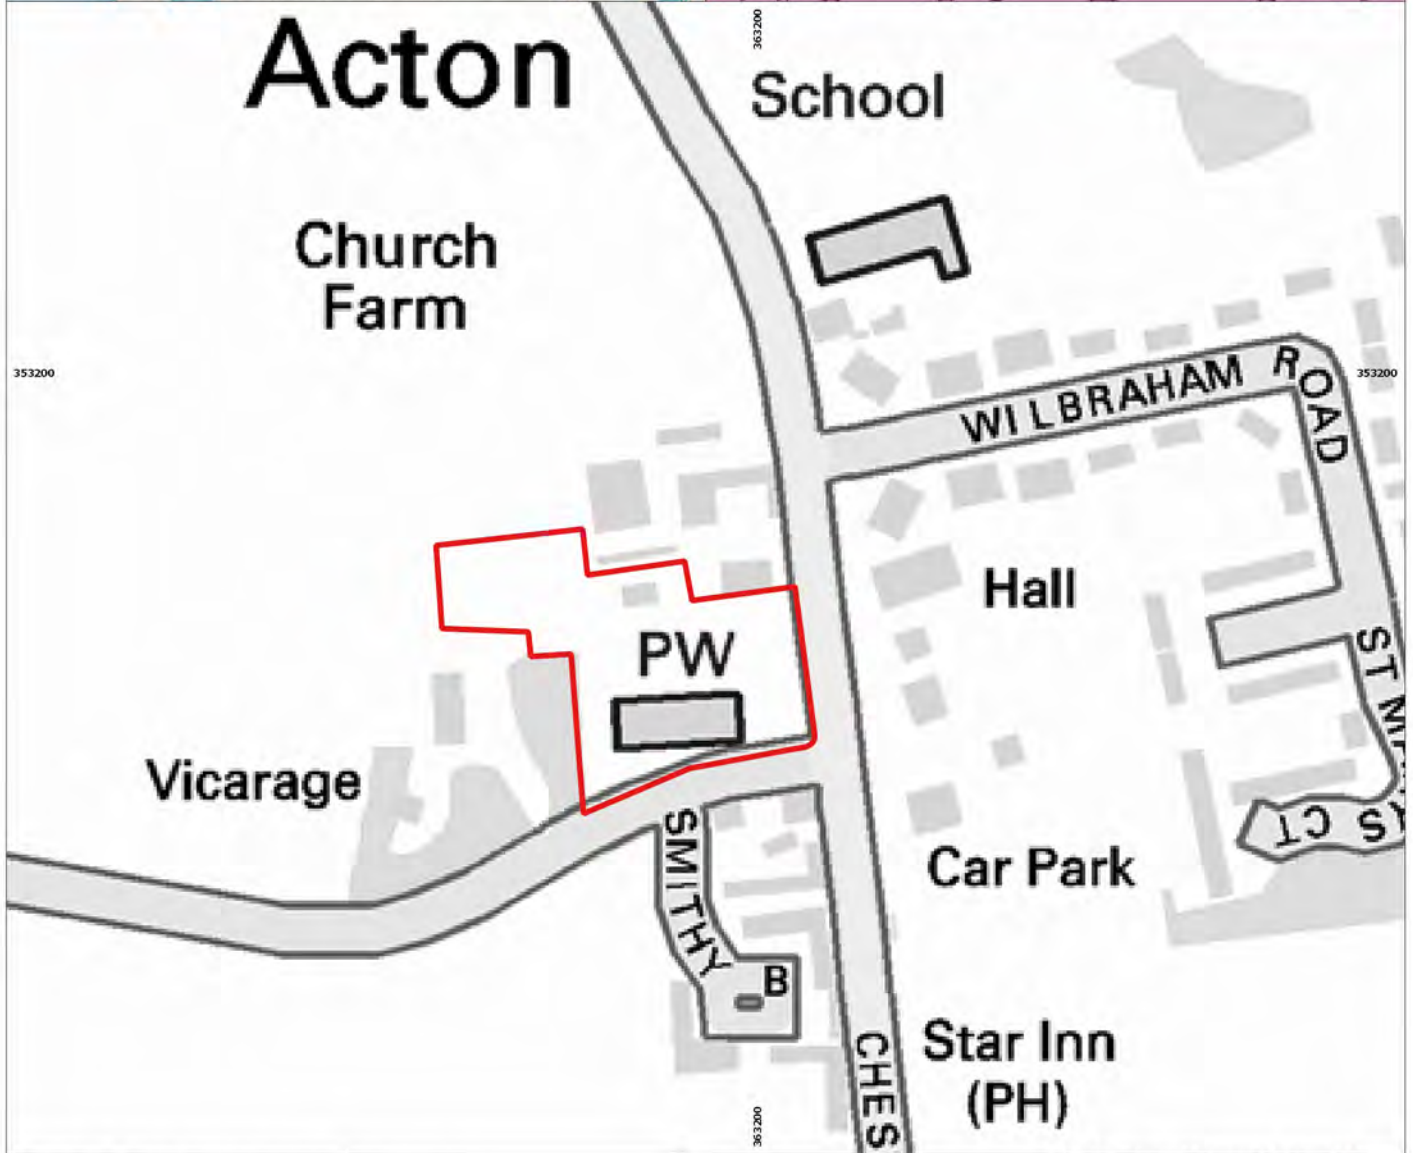 363200
Acton
School
Church
Farm
353200
353200
WILBRAHAM ROAD
Hall
PW
Vicarage
SMITHY
Car Park
CT
B
Star Inn
(PH)
CHES
363200